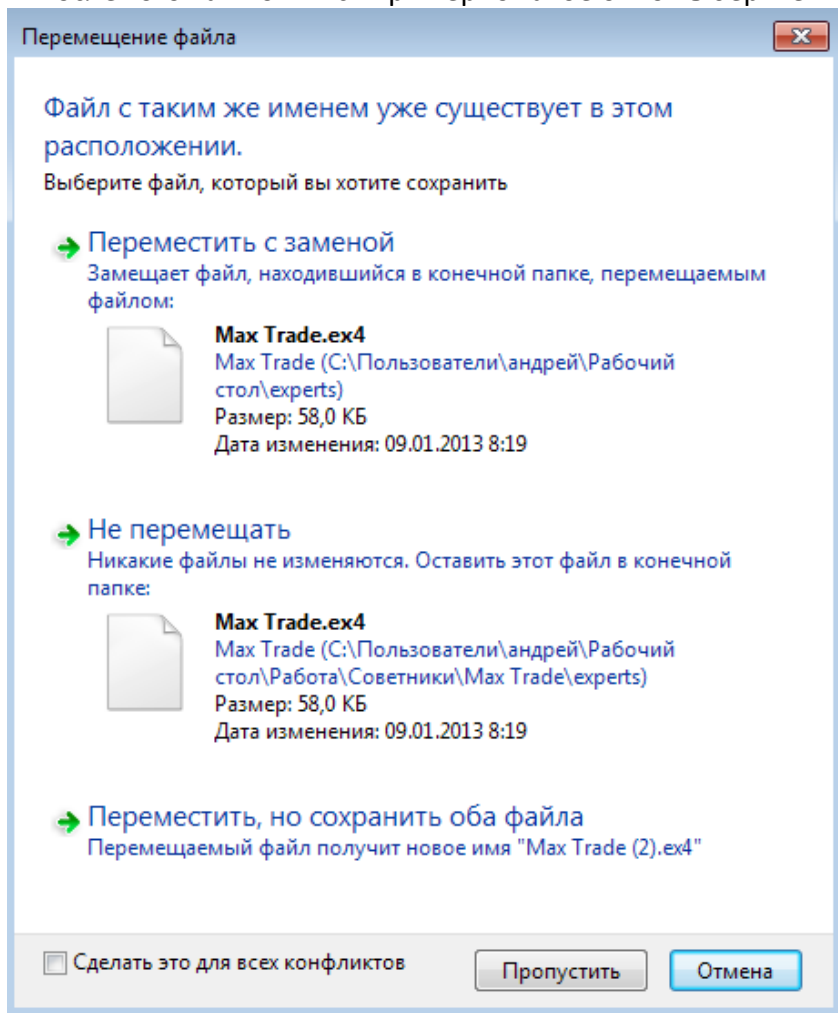 Перемещение файла
Файл с таким же именем уже существует в этом
расположении.
Выберите файл, который вы хотите сохранить
Переместить с заменой
Замещает файл, находившийся в конечной папке, перемещаемым
файлом:
Max Trade.ex4
Max Trade (C:\Пользователи\андрей\Рабочий
стол\experts)
Размер: 58,0 КБ
Дата изменения: 09.01.2013 8:19
Не перемещать
Никакие файлы не изменяются. Оставить этот файл в конечной
папке:
Max Trade.ex4
Max Trade (C:\Пользователи\андрей\Рабочий
стол\Работа\Советники\Max Trade\experts)
Размер: 58,0 КБ
Дата изменения: 09.01.2013 8:19
Переместить, но сохранить оба файла
Перемещаемый файл получит новое имя "Max Trade (2).ex4"
Сделать это для всех конфликтов
Пропустить
Отмена